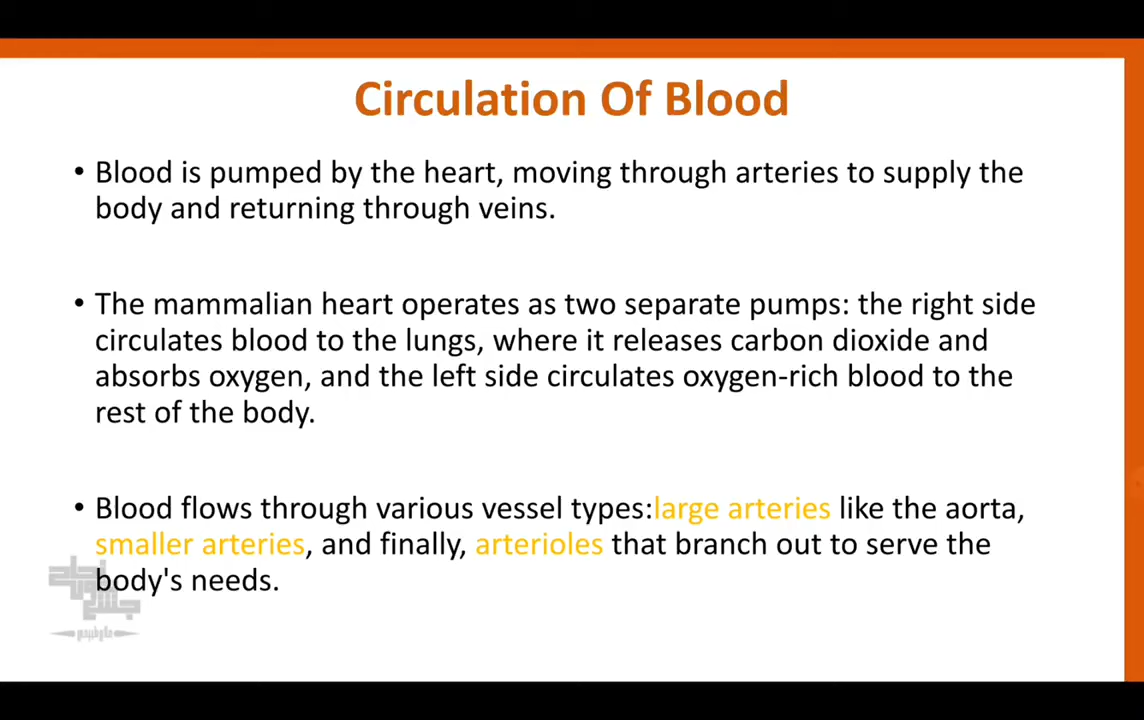 Circulation Of Blood
• Blood is pumped by the heart, moving through arteries to supply the
body and returning through veins.
• The mammalian heart operates as two separate pumps: the right side
circulates blood to the lungs, where it releases carbon dioxide and
absorbs oxygen, and the left side circulates oxygen-rich blood to the
rest of the body.
• Blood flows through various vessel types:large arteries like the aorta,
smaller arteries, and finally, arterioles that branch out to serve the
body's needs.